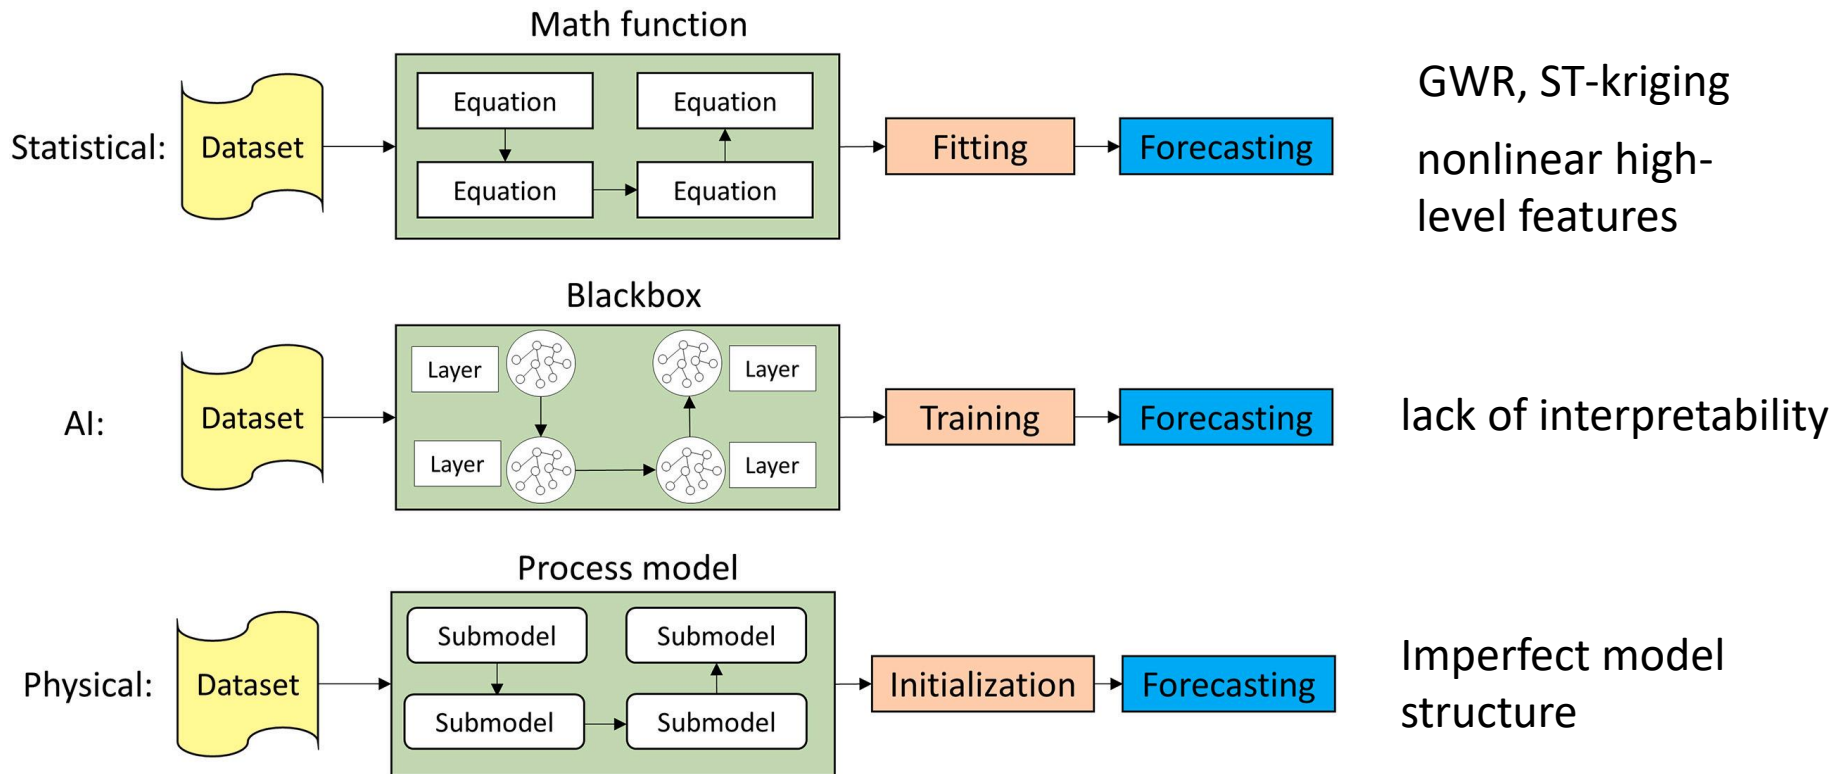 Math function
Statistical:
Dataset
Equation
Equation
Equation
Equation
Fitting
Forecasting
GWR, ST-kriging
nonlinear high-
level features
Blackbox
AI:
Dataset
Layer
Layer
Layer
Layer
Training
Forecasting
lack of interpretability
Process model
Physical:
Dataset
Submodel
Submodel
Submodel
Submodel
Initialization
Forecasting
Imperfect model
structure